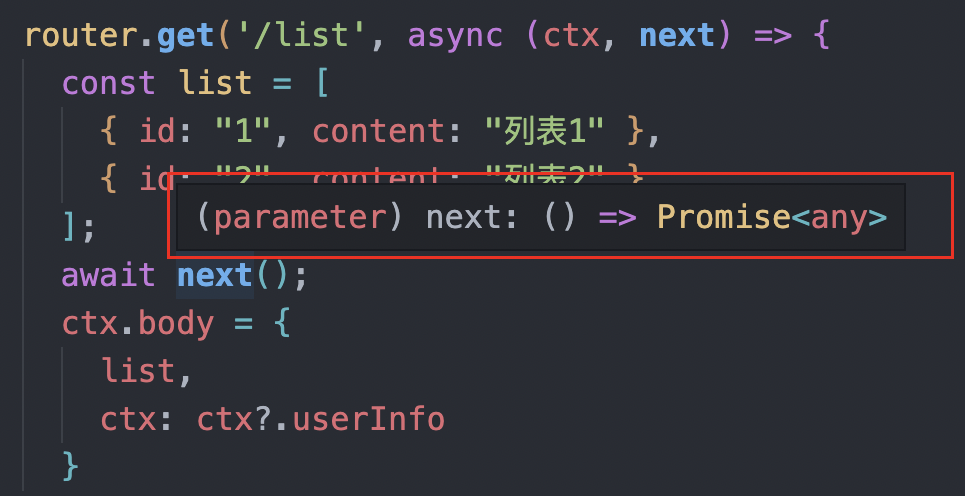 router.get('/list', async (ctx, next) => {
const list = [
{ id: "1", content: "列表1" },
{ id: "2", content: "列表2" }
(parameter) next: () => Promise<any>
];
await next();
ctx.body = {
list,
ctx: ctx?.userInfo
}